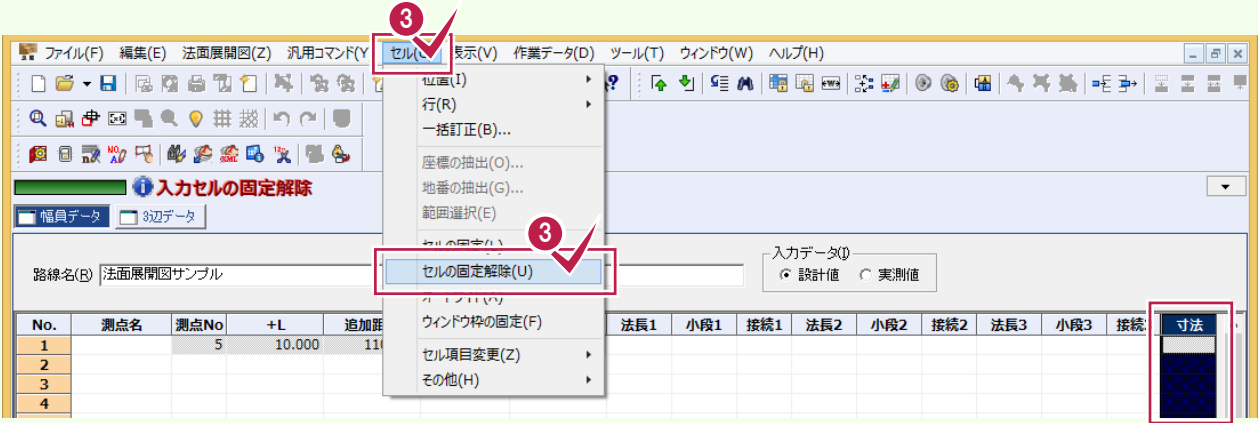 3
ファイル(F) 編集(E) 法面展開図(Z) 汎用コマンド(Y セル( 表示(V) 作業データ(D) ツール(T) ウィンドウ(W) ヘルプ(H)
位置(I)
行(R)
一括訂正(B)...
座標の抽出(O)...
地番の抽出(G)...
範囲選択(E)
セルの固定(L)
3
セルの固定解除(U)
ウィンドウ枠の固定(F)
セル項目変更(Z)
その他(H)
入力セルの固定解除
幅員データ 3辺データ
路線名(R) 法面展開図サンプル
入力データ(I)
設計値 実測値
No. 測点名 測点No +L 追加距 法長1 小段1 接続1 法長2 小段2 接続2 法長3 小段3 接続 寸法
1 5 10.000 110
2
3
4